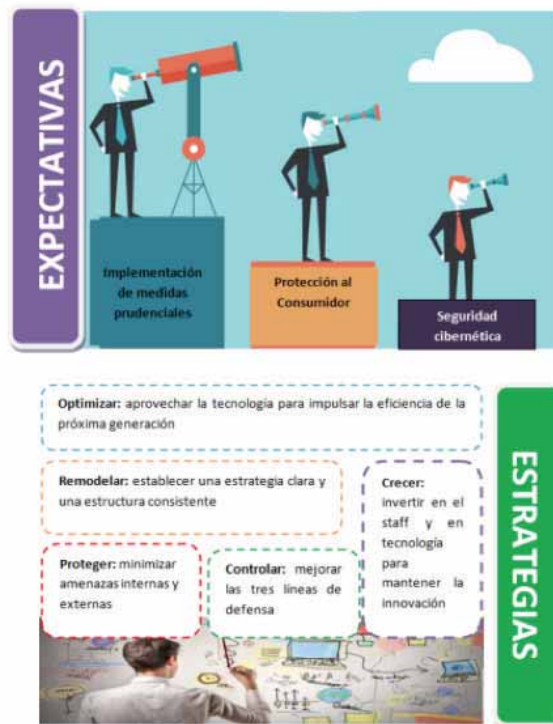 EXPECTATIVAS
Implementación
de medidas
prudenciales
Protección al
Consumidor
Seguridad
cibernética
Optimizar: aprovechar la tecnología para impulsar la eficiencia de la
próxima generación
Remodelar: establecer una estrategia clara y
una estructura consistente
Crecer:
invertir en el
staff y en
tecnología
para
mantener la
innovación
Proteger: minimizar
amenazas internas y
externas
Controlar: mejorar
las tres líneas de
defensa
ESTRATEGIAS